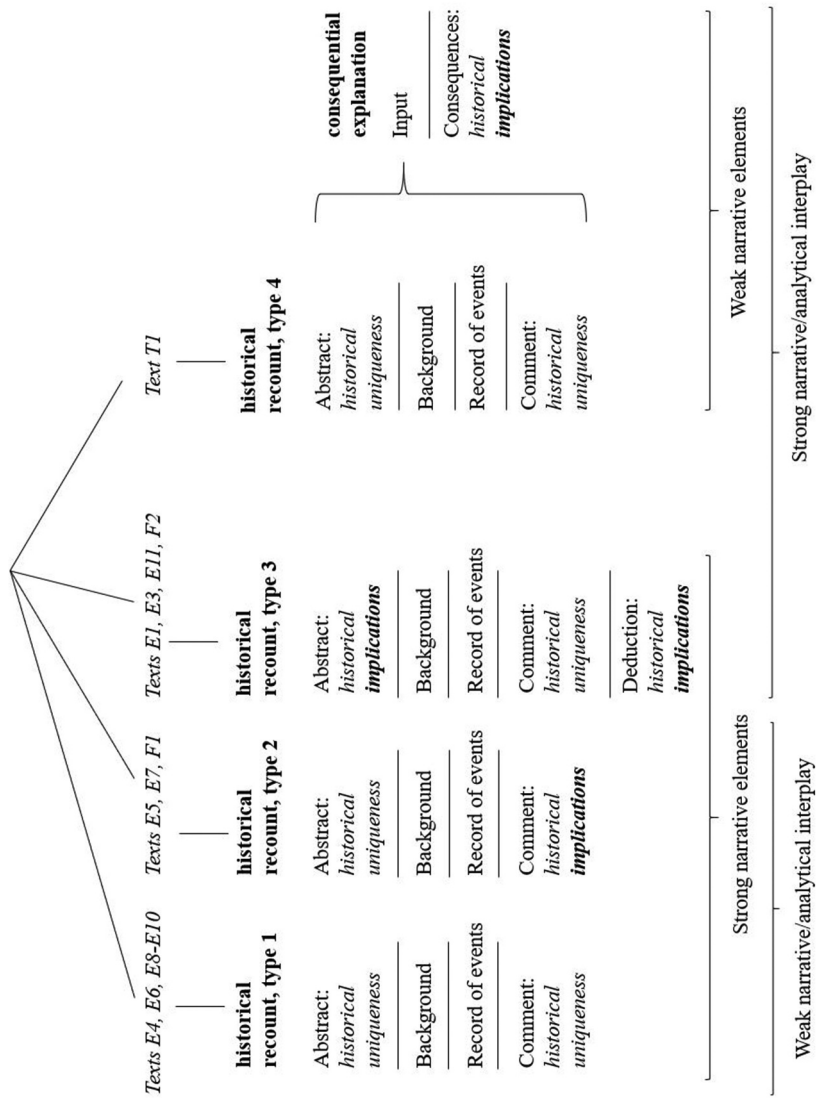 Texts E4, E6, E8-E10
historical
recount, type 1
Abstract:
historical
uniqueness
Background
Record of events
Comment:
historical
uniqueness
Texts E5, E7, F1
historical
recount, type 2
Abstract:
historical
uniqueness
Background
Record of events
Comment:
historical
implications
Texts E1, E3, E11, F2
historical
recount, type 3
Abstract:
historical
implications
Background
Record of events
Comment:
historical
uniqueness
Deduction:
historical
implications
Text T1
historical
recount, type 4
Abstract:
historical
uniqueness
Background
Record of events
Comment:
historical
uniqueness
consequential
explanation
Input
Consequences:
historical
implications
Strong narrative elements
Weak narrative elements
Weak narrative/analytical interplay
Strong narrative/analytical interplay